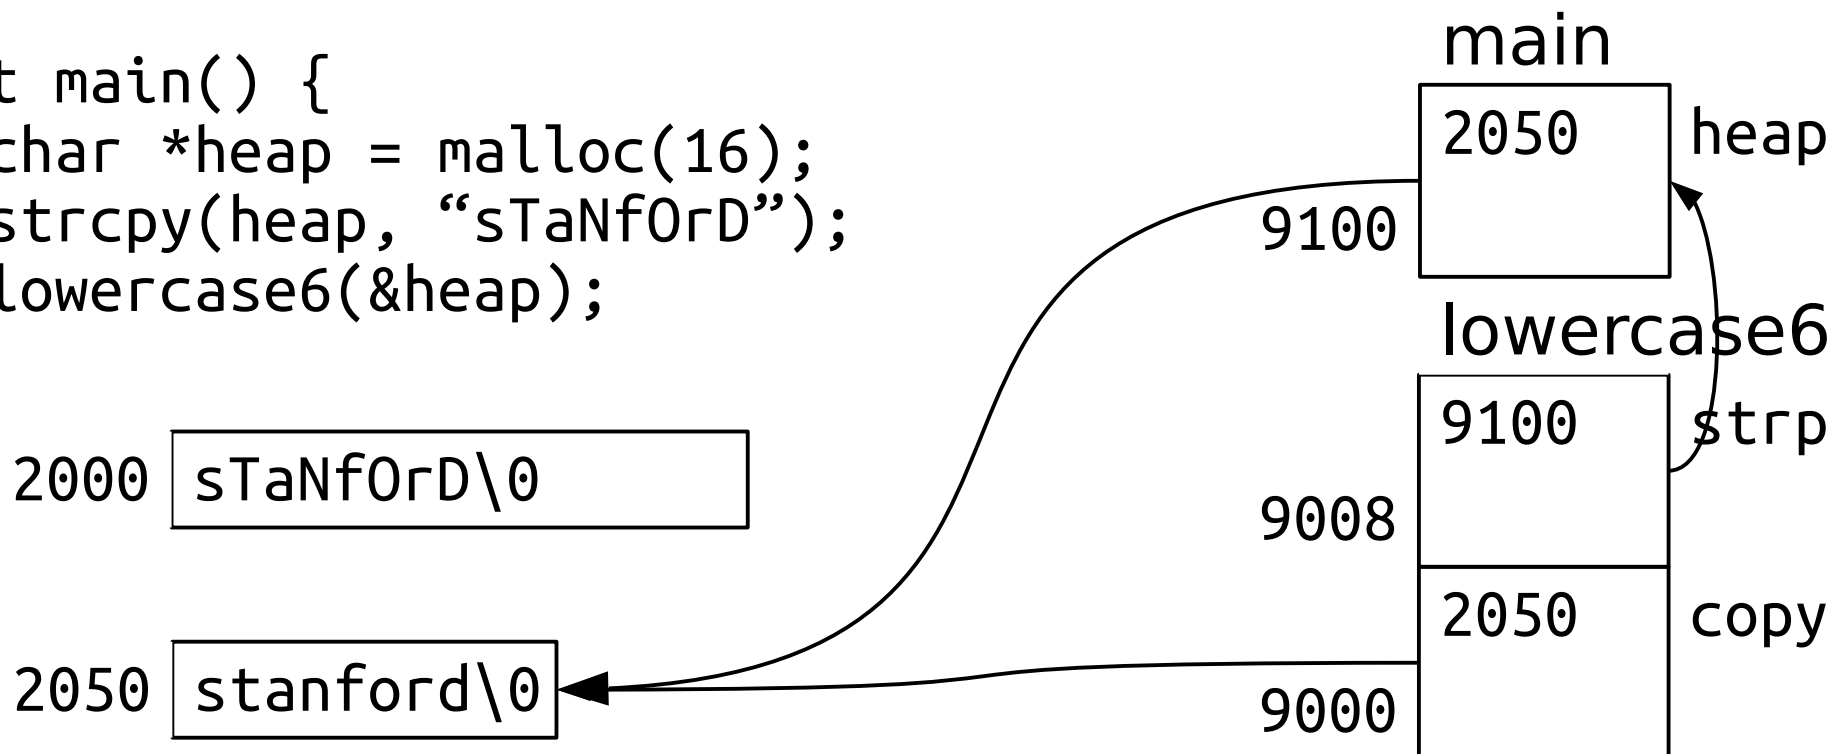 t main() {
char *heap = malloc(16);
strcpy(heap, “sTaNfOrD”);
lowercase6(&heap);
main
2050 heap
9100
lowercase6
9100 strp
9008
2050 copy
9000
2000 sTaNfOrD\0
2050 stanford\0